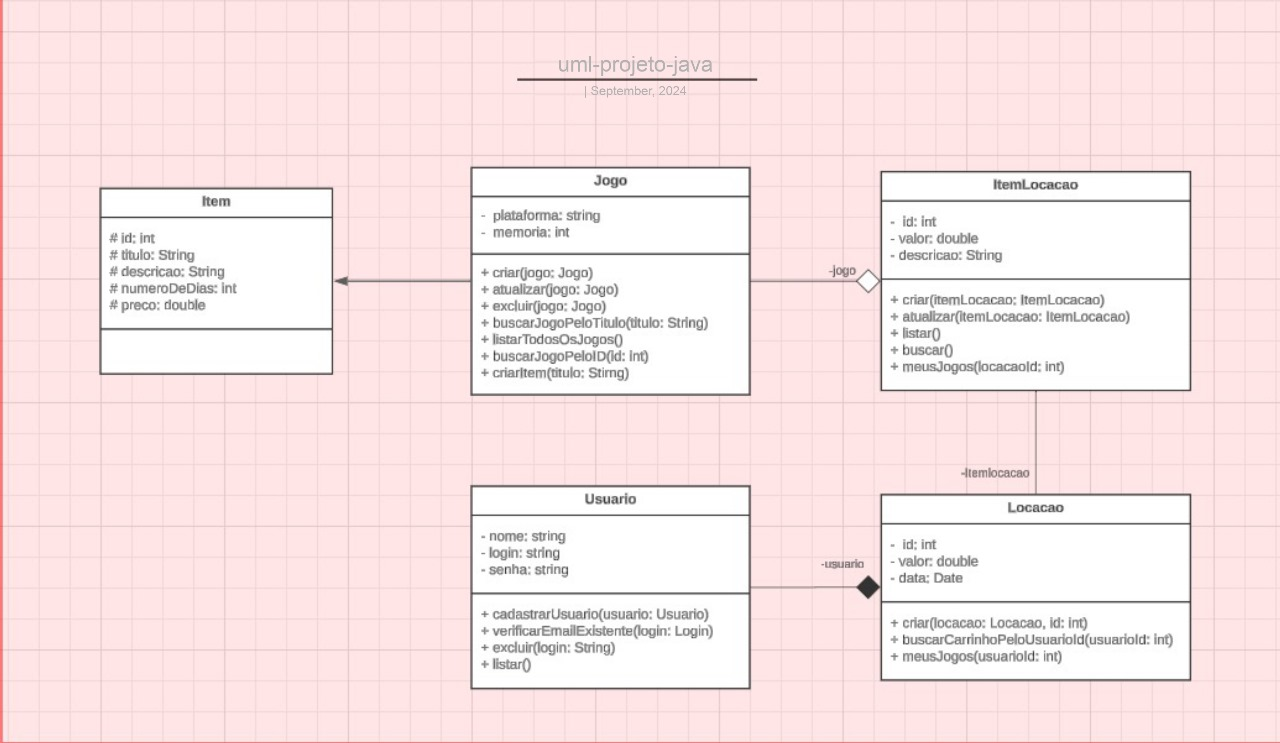 uml-projeto-java
| September, 2024
Item
# id: int
# titulo: String
# descricao: String
# numeroDeDias: int
# preco: double
Jogo
- plataforma: string
- memoria: int
+ criar(jogo: Jogo)
+ atualizar(jogo: Jogo)
+ excluir(jogo: Jogo)
+ buscarJogoPeloTitulo(titulo: String)
+ listarTodosOsJogos()
+ buscarJogoPeloID(id: int)
+ criarItem(titulo: Stirng)
-jogo
ItemLocacao
- id: int
- valor: double
- descricao: String
+ criar(itemLocacao: ItemLocacao)
+ atualizar(itemLocacao: ItemLocacao)
+ listar()
+ buscar()
+ meusJogos(locacaoId: int)
-Itemlocacao
Usuario
- nome: string
- login: string
- senha: string
+ cadastrarUsuario(usuario: Usuario)
+ verificarEmailExistente(login: Login)
+ excluir(login: String)
+ listar()
-usuario
Locacao
- id: int
- valor: double
- data: Date
+ criar(locacao: Locacao, id: int)
+ buscarCarrinhoPeloUsuarioId(usuarioId: int)
+ meusJogos(usuarioId: int)